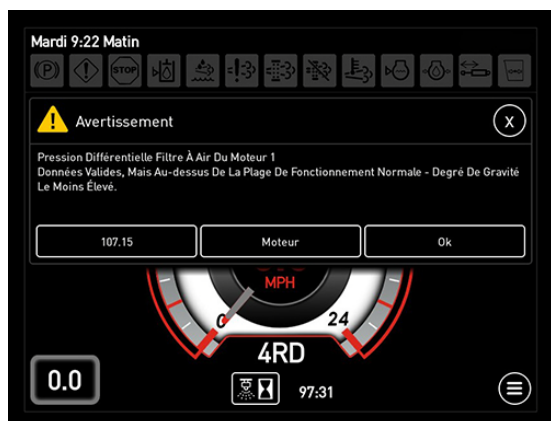 Mardi 9:22 Matin
(P)
STOP
Avertissement
X
Pression Différentielle Filtre À Air Du Moteur 1
Données Valides, Mais Au-dessus De La Plage De Fonctionnement Normale - Degré De Gravité
Le Moins Élevé.
107.15 Moteur Ok
MPH
0 24
4RD
0.0
97:31